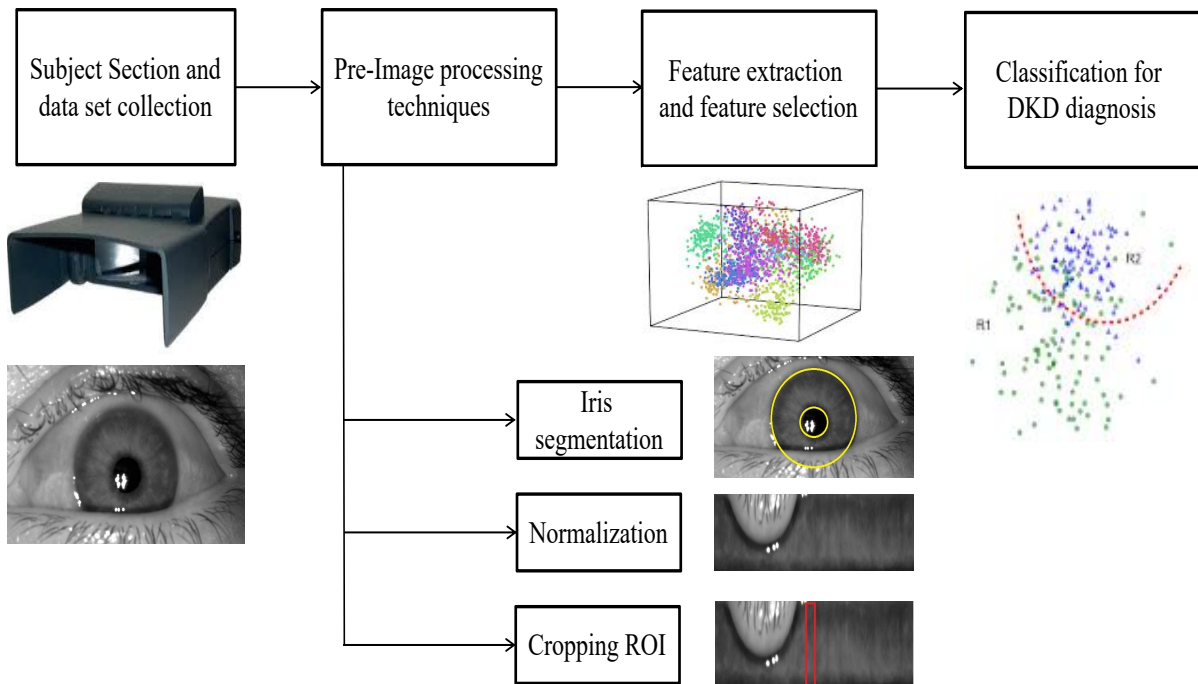 Subject Section and
data set collection
Pre-Image processing
techniques
Feature extraction
and feature selection
Classification for
DKD diagnosis
R2
R1
Iris
segmentation
Normalization
Cropping ROI